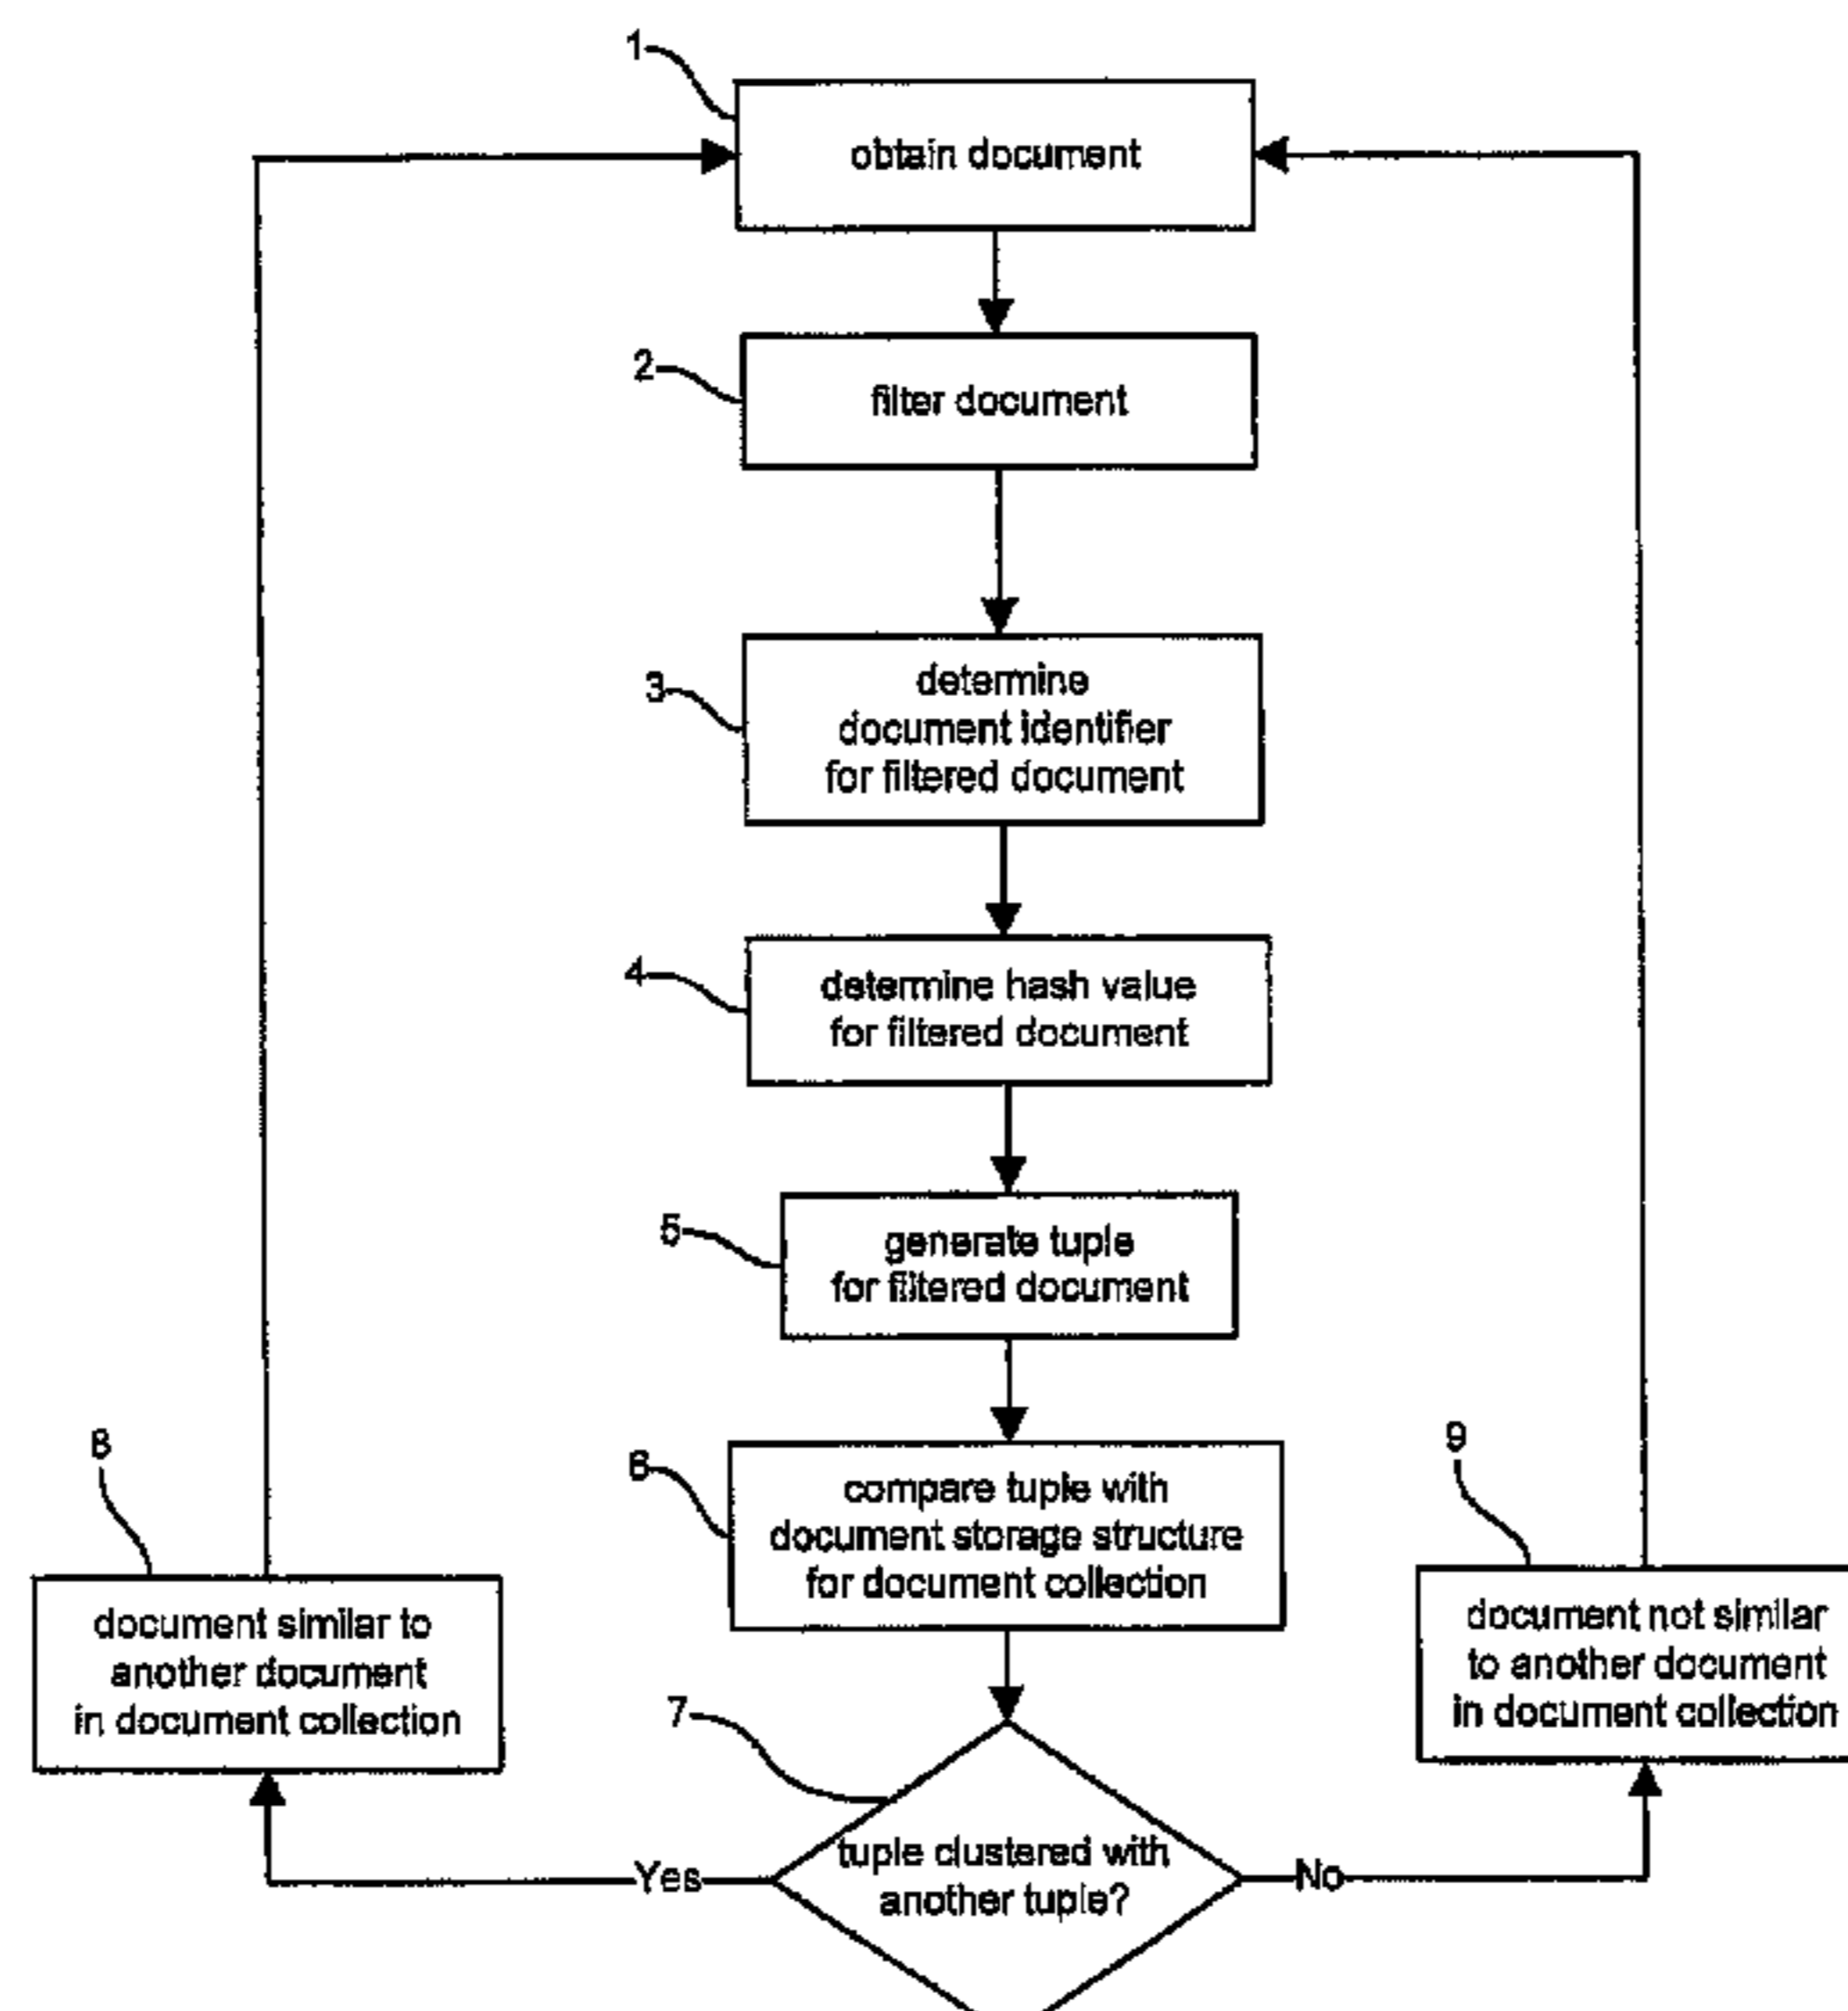 1
obtain document
2
filter document
3
determine
document identifier
for filtered document
4
determine hash value
for filtered document
5
generate tuple
for filtered document
6
compare tuple with
document storage structure
for document collection
8
document similar to
another document
in document collection
9
document not similar
to another document
in document collection
7
tuple clustered with
another tuple?
Yes
No